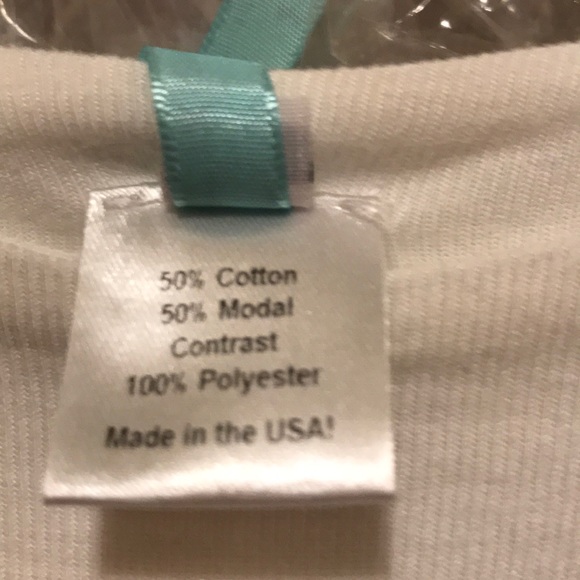 50% Cotton
50% Modal
Contrast
100% Polyester
Made in the USA!